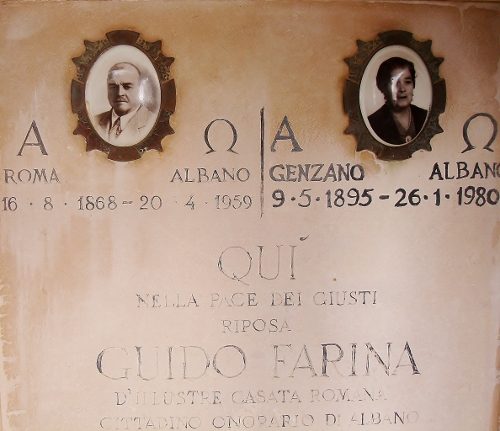 Α Ω Α Ω
ROMA ALBANO GENZANO ALBANO
16 · 8 · 1868 – 20 · 4 · 1959 9 · 5 · 1895 – 26 · 1 · 1980
QUI
NELLA PACE DEI GIUSTI
RIPOSA
GUIDO FARINA
D'ILLUSTRE CASATA ROMANA
CITTADINO ONORARIO DI ALBANO